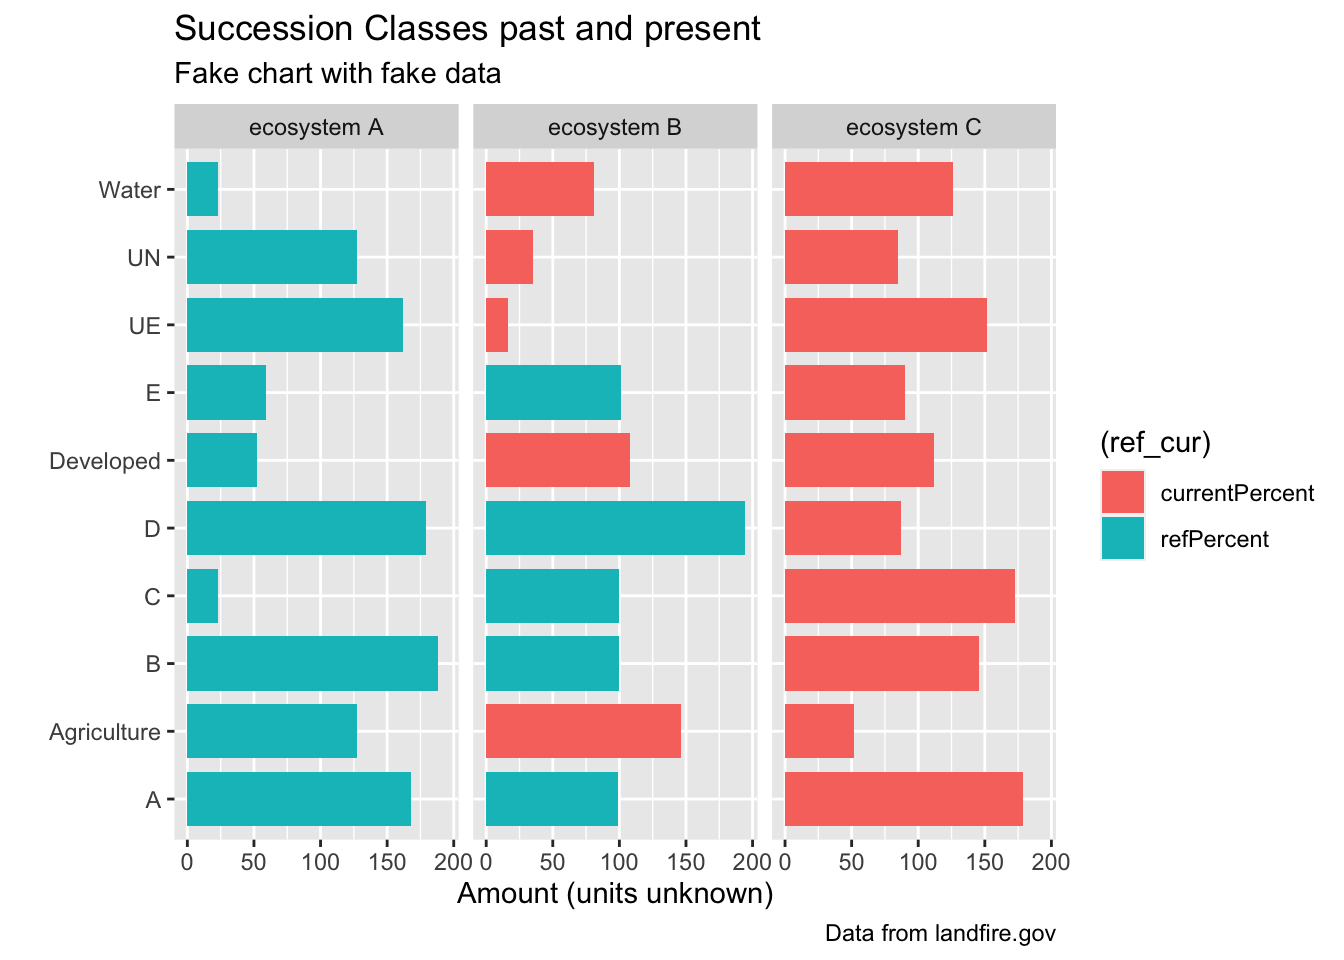 Succession Classes past and present
Fake chart with fake data
ecosystem A ecosystem B ecosystem C
Water
UN
UE
E
Developed
D
C
B
Agriculture
A
0 50 100 150 200 0 50 100 150 200 0 50 100 150 200
Amount (units unknown)
Data from landfire.gov
(ref_cur)
currentPercent
refPercent